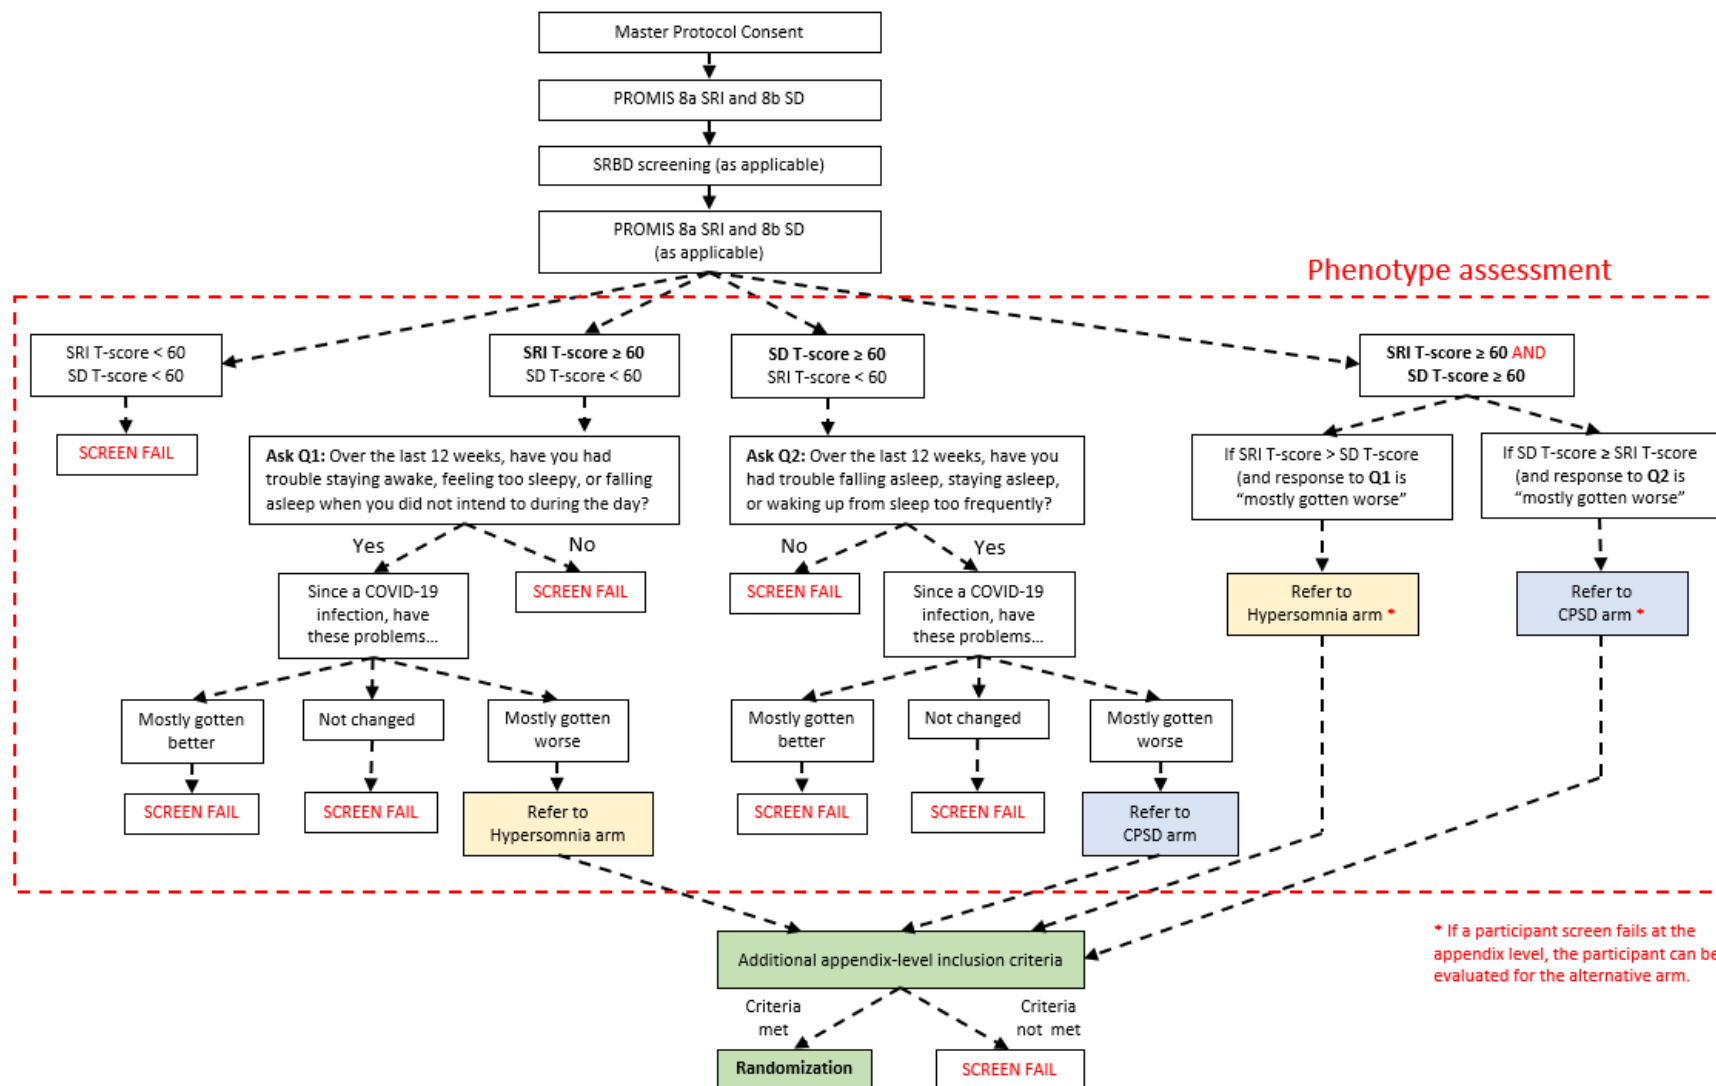 Master Protocol Consent
PROMIS 8a SRI and 8b SD
SRBD screening (as applicable)
PROMIS 8a SRI and 8b SD
(as applicable)
Phenotype assessment
SRI T-score < 60
SD T-score < 60
SCREEN FAIL
SRI T-score ≥ 60
SD T-score < 60
Ask Q1: Over the last 12 weeks, have you had
trouble staying awake, feeling too sleepy, or falling
asleep when you did not intend to during the day?
Yes
No
SCREEN FAIL
Since a COVID-19
infection, have
these problems...
Mostly gotten
better
Not changed
Mostly gotten
worse
SCREEN FAIL
SCREEN FAIL
Refer to
Hypersomnia arm
SD T-score ≥ 60
SRI T-score < 60
Ask Q2: Over the last 12 weeks, have you
had trouble falling asleep, staying asleep,
or waking up from sleep too frequently?
No
Yes
SCREEN FAIL
Since a COVID-19
infection, have
these problems...
Mostly gotten
better
Not changed
Mostly gotten
worse
SCREEN FAIL
SCREEN FAIL
Refer to
CPSD arm
SRI T-score ≥ 60 AND
SD T-score ≥ 60
If SRI T-score > SD T-score
(and response to Q1 is
“mostly gotten worse”
If SD T-score ≥ SRI T-score
(and response to Q2 is
“mostly gotten worse”
Refer to
Hypersomnia arm *
Refer to
CPSD arm *
Additional appendix-level inclusion criteria
Criteria
met
Criteria
not met
Randomization
SCREEN FAIL
* If a participant screen fails at the
appendix level, the participant can be
evaluated for the alternative arm.